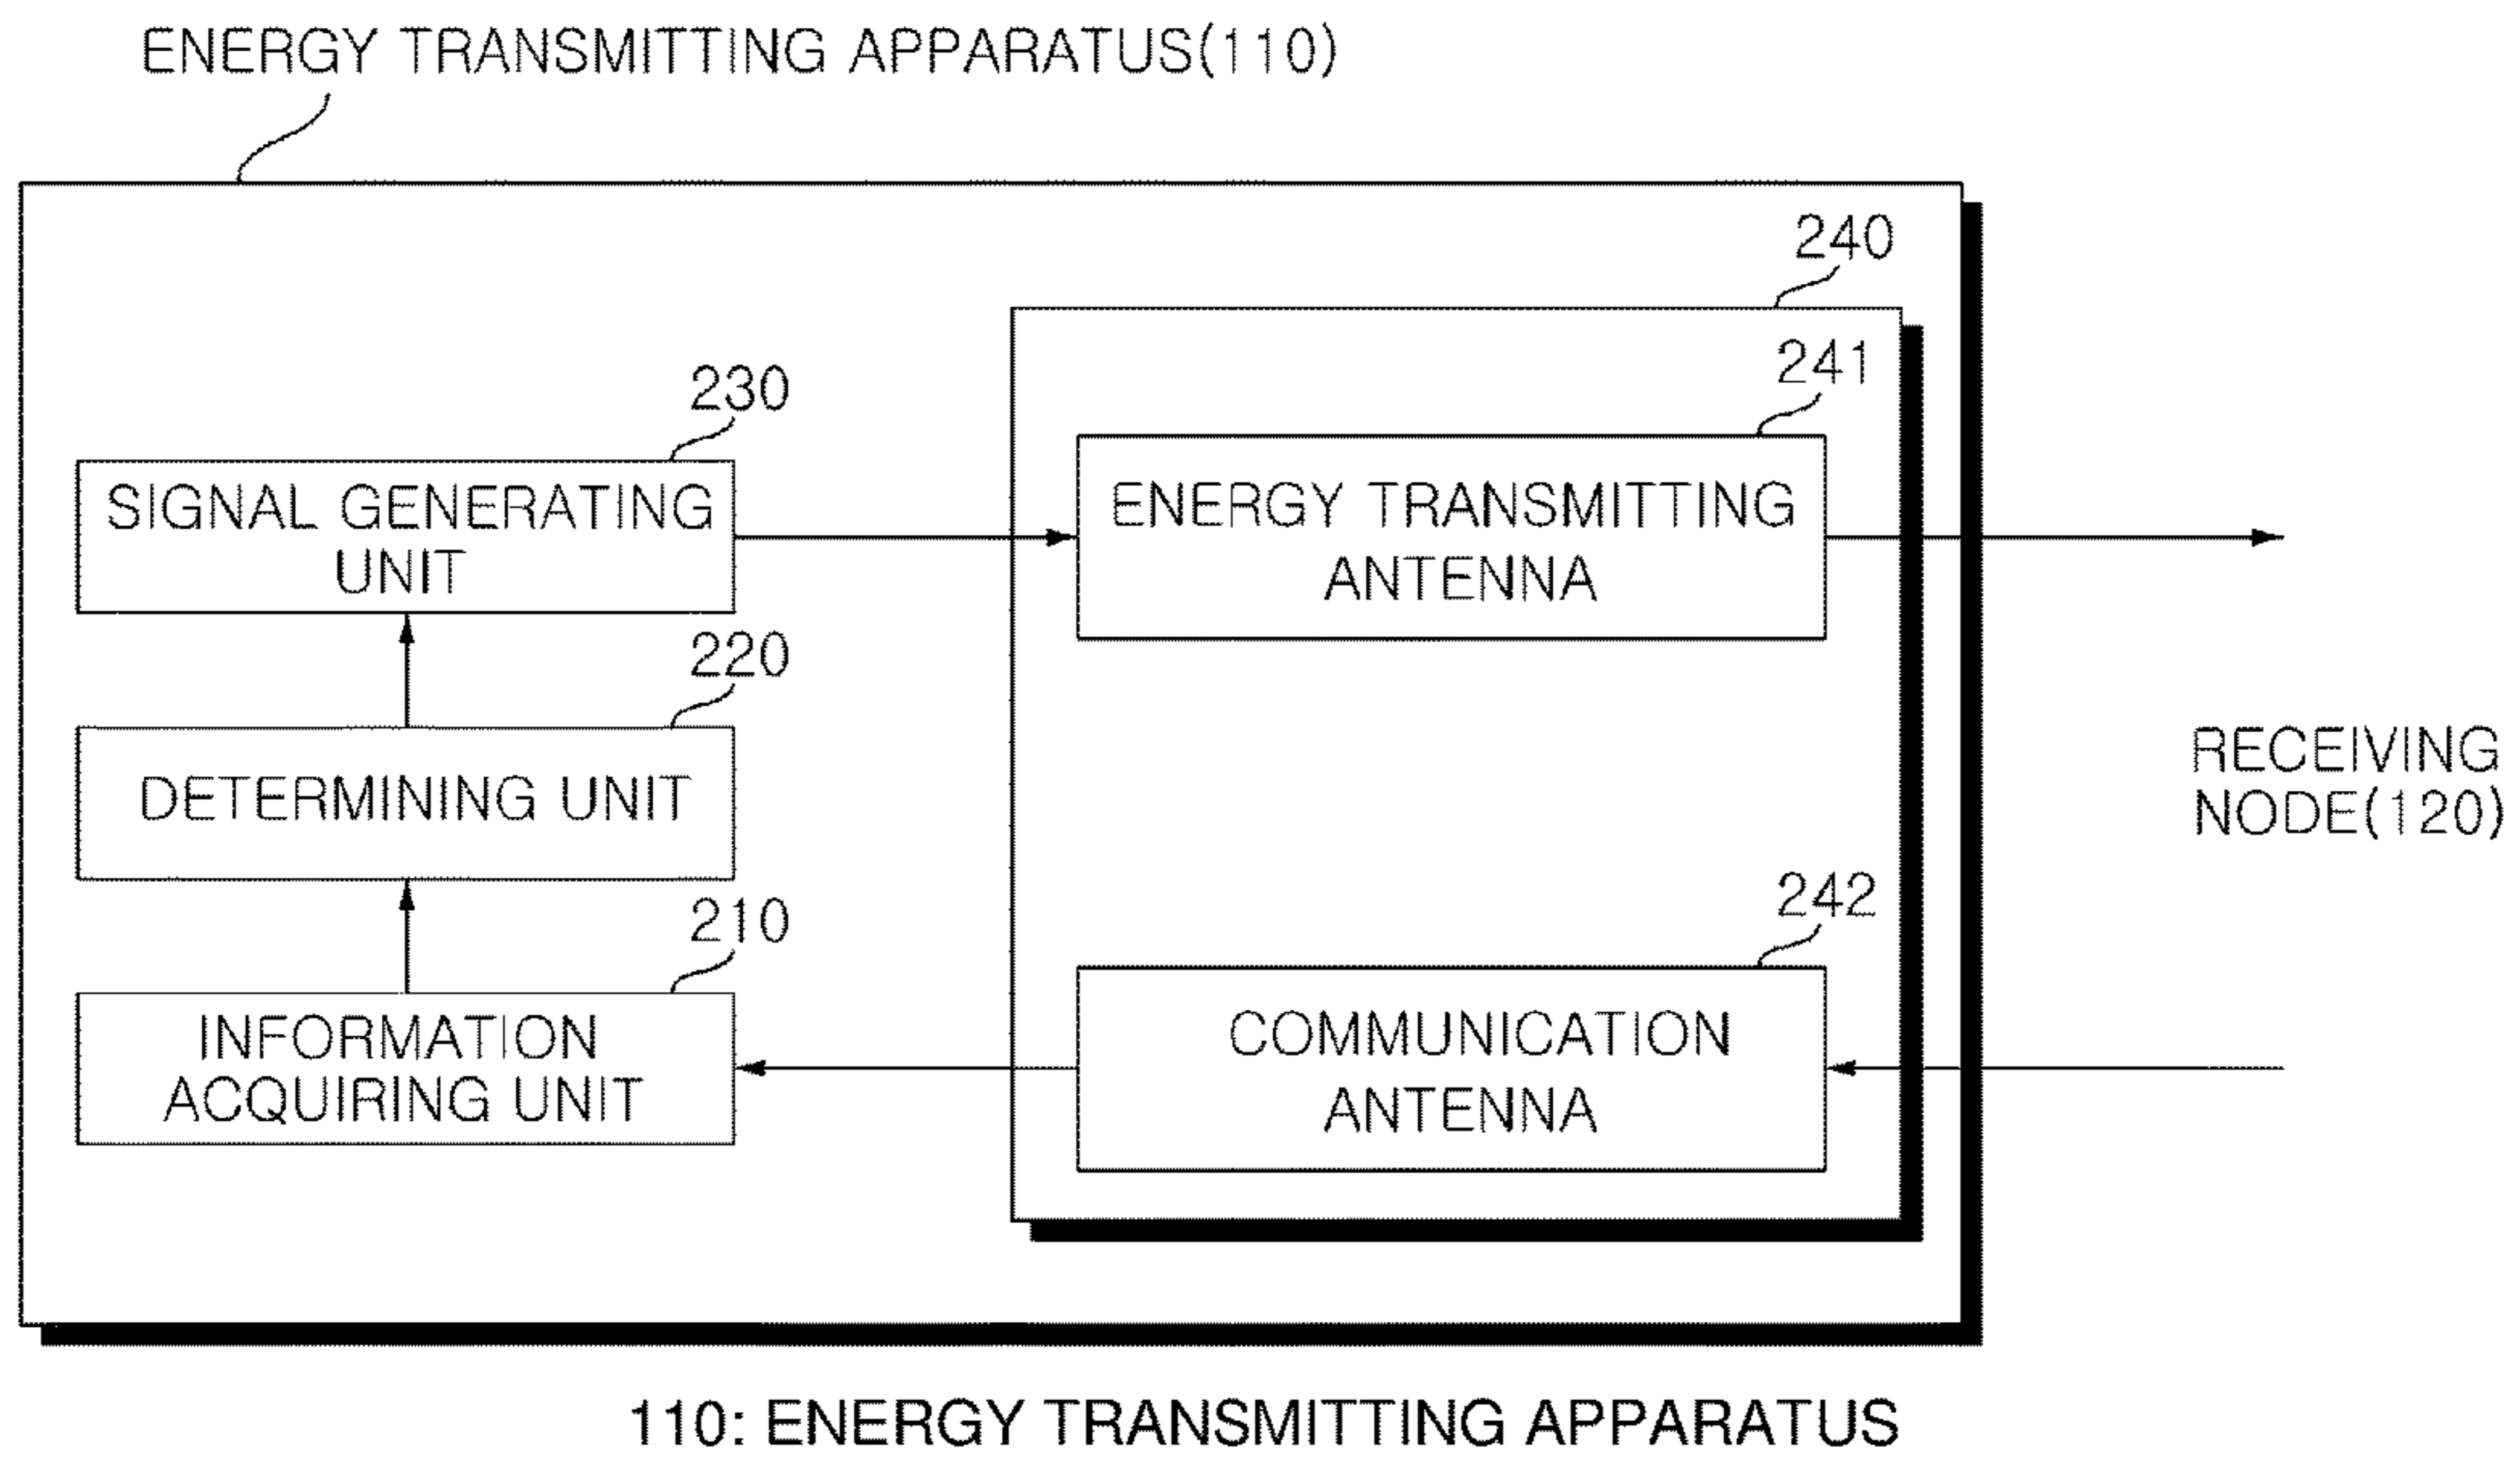 ENERGY TRANSMITTING APPARATUS(110)
240
241
230
SIGNAL GENERATING
UNIT
ENERGY TRANSMITTING
ANTENNA
220
DETERMINING UNIT
RECEIVING
NODE(120)
210
242
INFORMATION
ACQUIRING UNIT
COMMUNICATION
ANTENNA
110: ENERGY TRANSMITTING APPARATUS